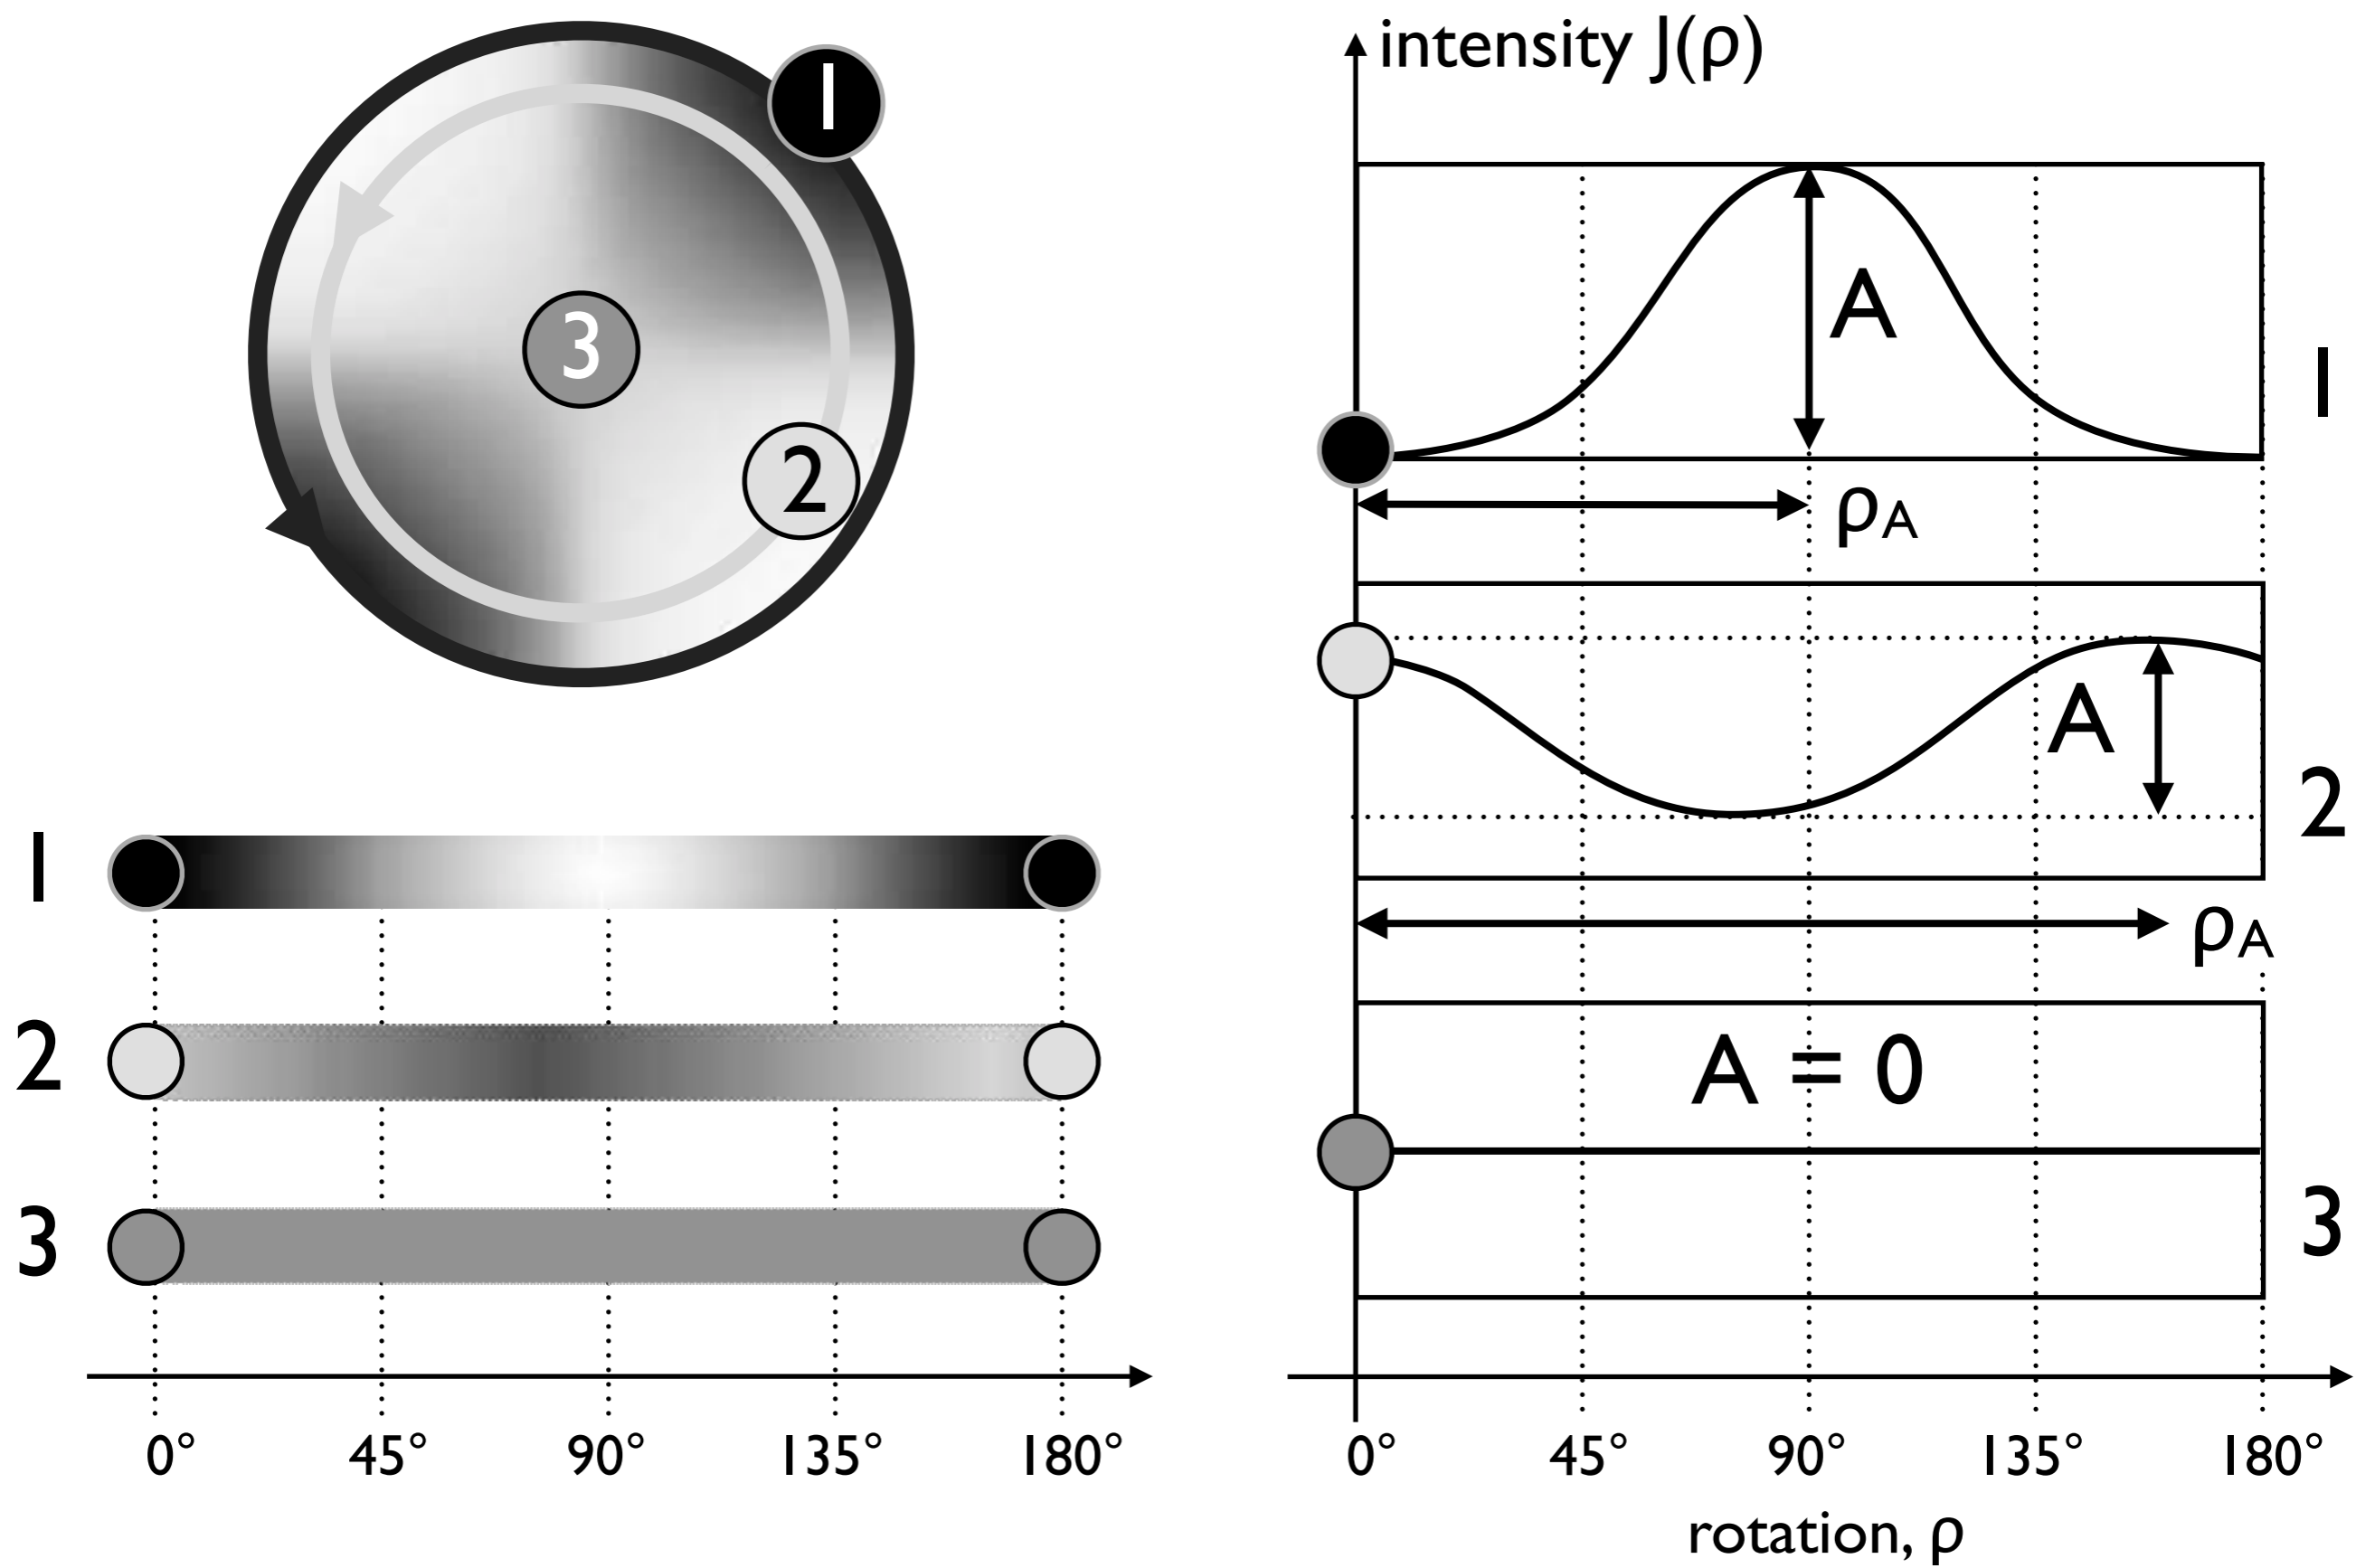 1
3
2
1
2
3
0°
45°
90°
135°
180°
intensity J(ρ)
A
1
ρA
A
2
ρA
A = 0
3
0°
45°
90°
135°
180°
rotation, ρ